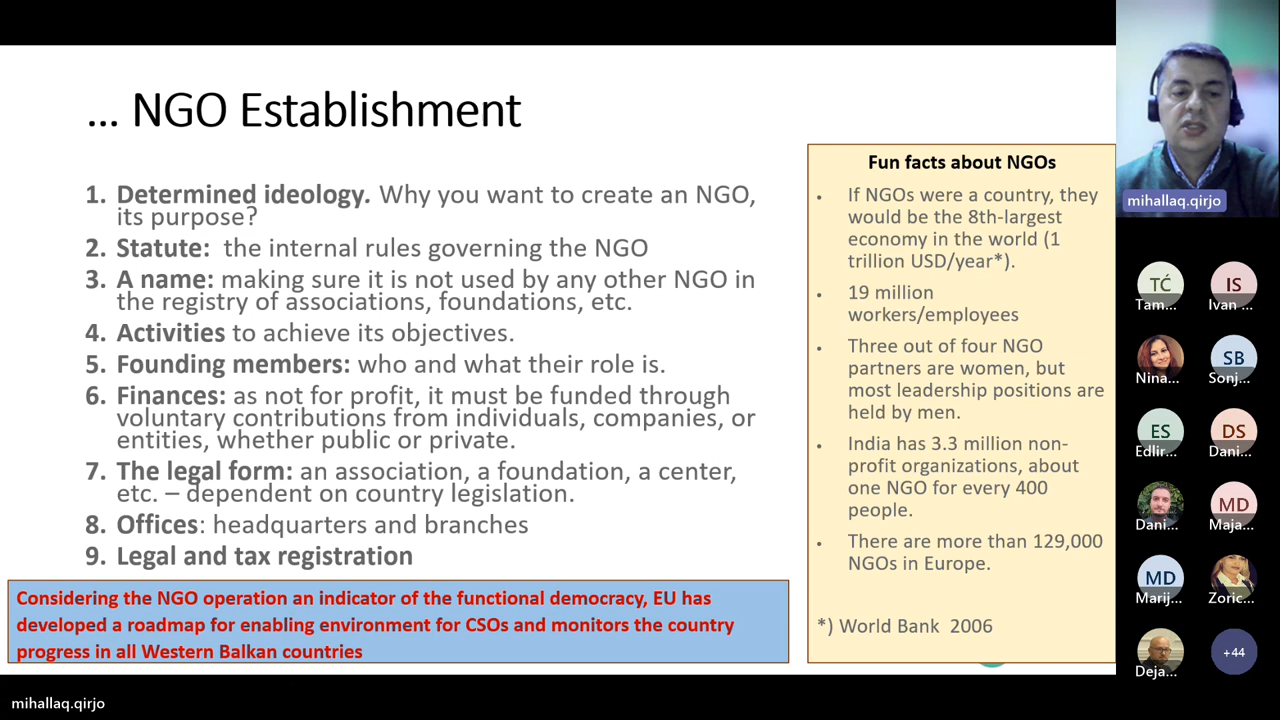 ... NGO Establishment
1. Determined ideology. Why you want to create an NGO,
its purpose?
2. Statute: the internal rules governing the NGO
3. A name: making sure it is not used by any other NGO in
the registry of associations, foundations, etc.
4. Activities to achieve its objectives.
5. Founding members: who and what their role is.
6. Finances: as not for profit, it must be funded through
voluntary contributions from individuals, companies, or
entities, whether public or private.
7. The legal form: an association, a foundation, a center,
etc. – dependent on country legislation.
8. Offices: headquarters and branches
9. Legal and tax registration
Considering the NGO operation an indicator of the functional democracy, EU has
developed a roadmap for enabling environment for CSOs and monitors the country
progress in all Western Balkan countries
Fun facts about NGOs
• If NGOs were a country, they
would be the 8th-largest
economy in the world (1
trillion USD/year*).
• 19 million
workers/employees
• Three out of four NGO
partners are women, but
most leadership positions are
held by men.
• India has 3.3 million non-
profit organizations, about
one NGO for every 400
people.
• There are more than 129,000
NGOs in Europe.
*) World Bank 2006
mihallaq.qirjo
TĆ
Tam...
IS
Ivan ...
Nina...
SB
Sonj...
ES
Edlir...
DS
Dani...
Dani...
MD
Maja...
MD
Marij...
Zoric...
Deja...
+44
mihallaq.qirjo